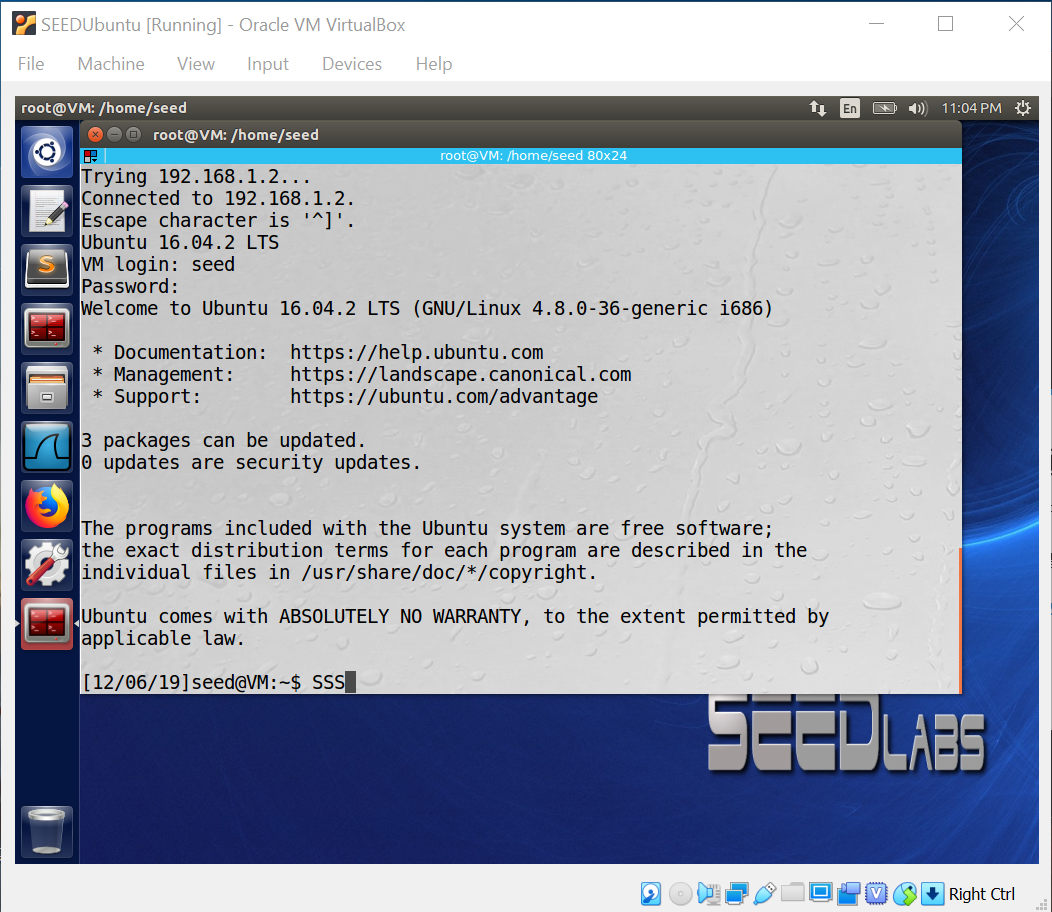 SEEDUbuntu [Running] - Oracle VM VirtualBox
File Machine View Input Devices Help
root@VM: /home/seed
En
11:04 PM
root@VM: /home/seed
root@VM: /home/seed 80x24
Trying 192.168.1.2...
Connected to 192.168.1.2.
Escape character is '^]'.
Ubuntu 16.04.2 LTS
VM login: seed
Password:
Welcome to Ubuntu 16.04.2 LTS (GNU/Linux 4.8.0-36-generic i686)
* Documentation:  https://help.ubuntu.com
* Management:     https://landscape.canonical.com
* Support:        https://ubuntu.com/advantage
3 packages can be updated.
0 updates are security updates.
The programs included with the Ubuntu system are free software;
the exact distribution terms for each program are described in the
individual files in /usr/share/doc/*/copyright.
Ubuntu comes with ABSOLUTELY NO WARRANTY, to the extent permitted by
applicable law.
[12/06/19]seed@VM:~$ SSS
SEEDLABS
Right Ctrl